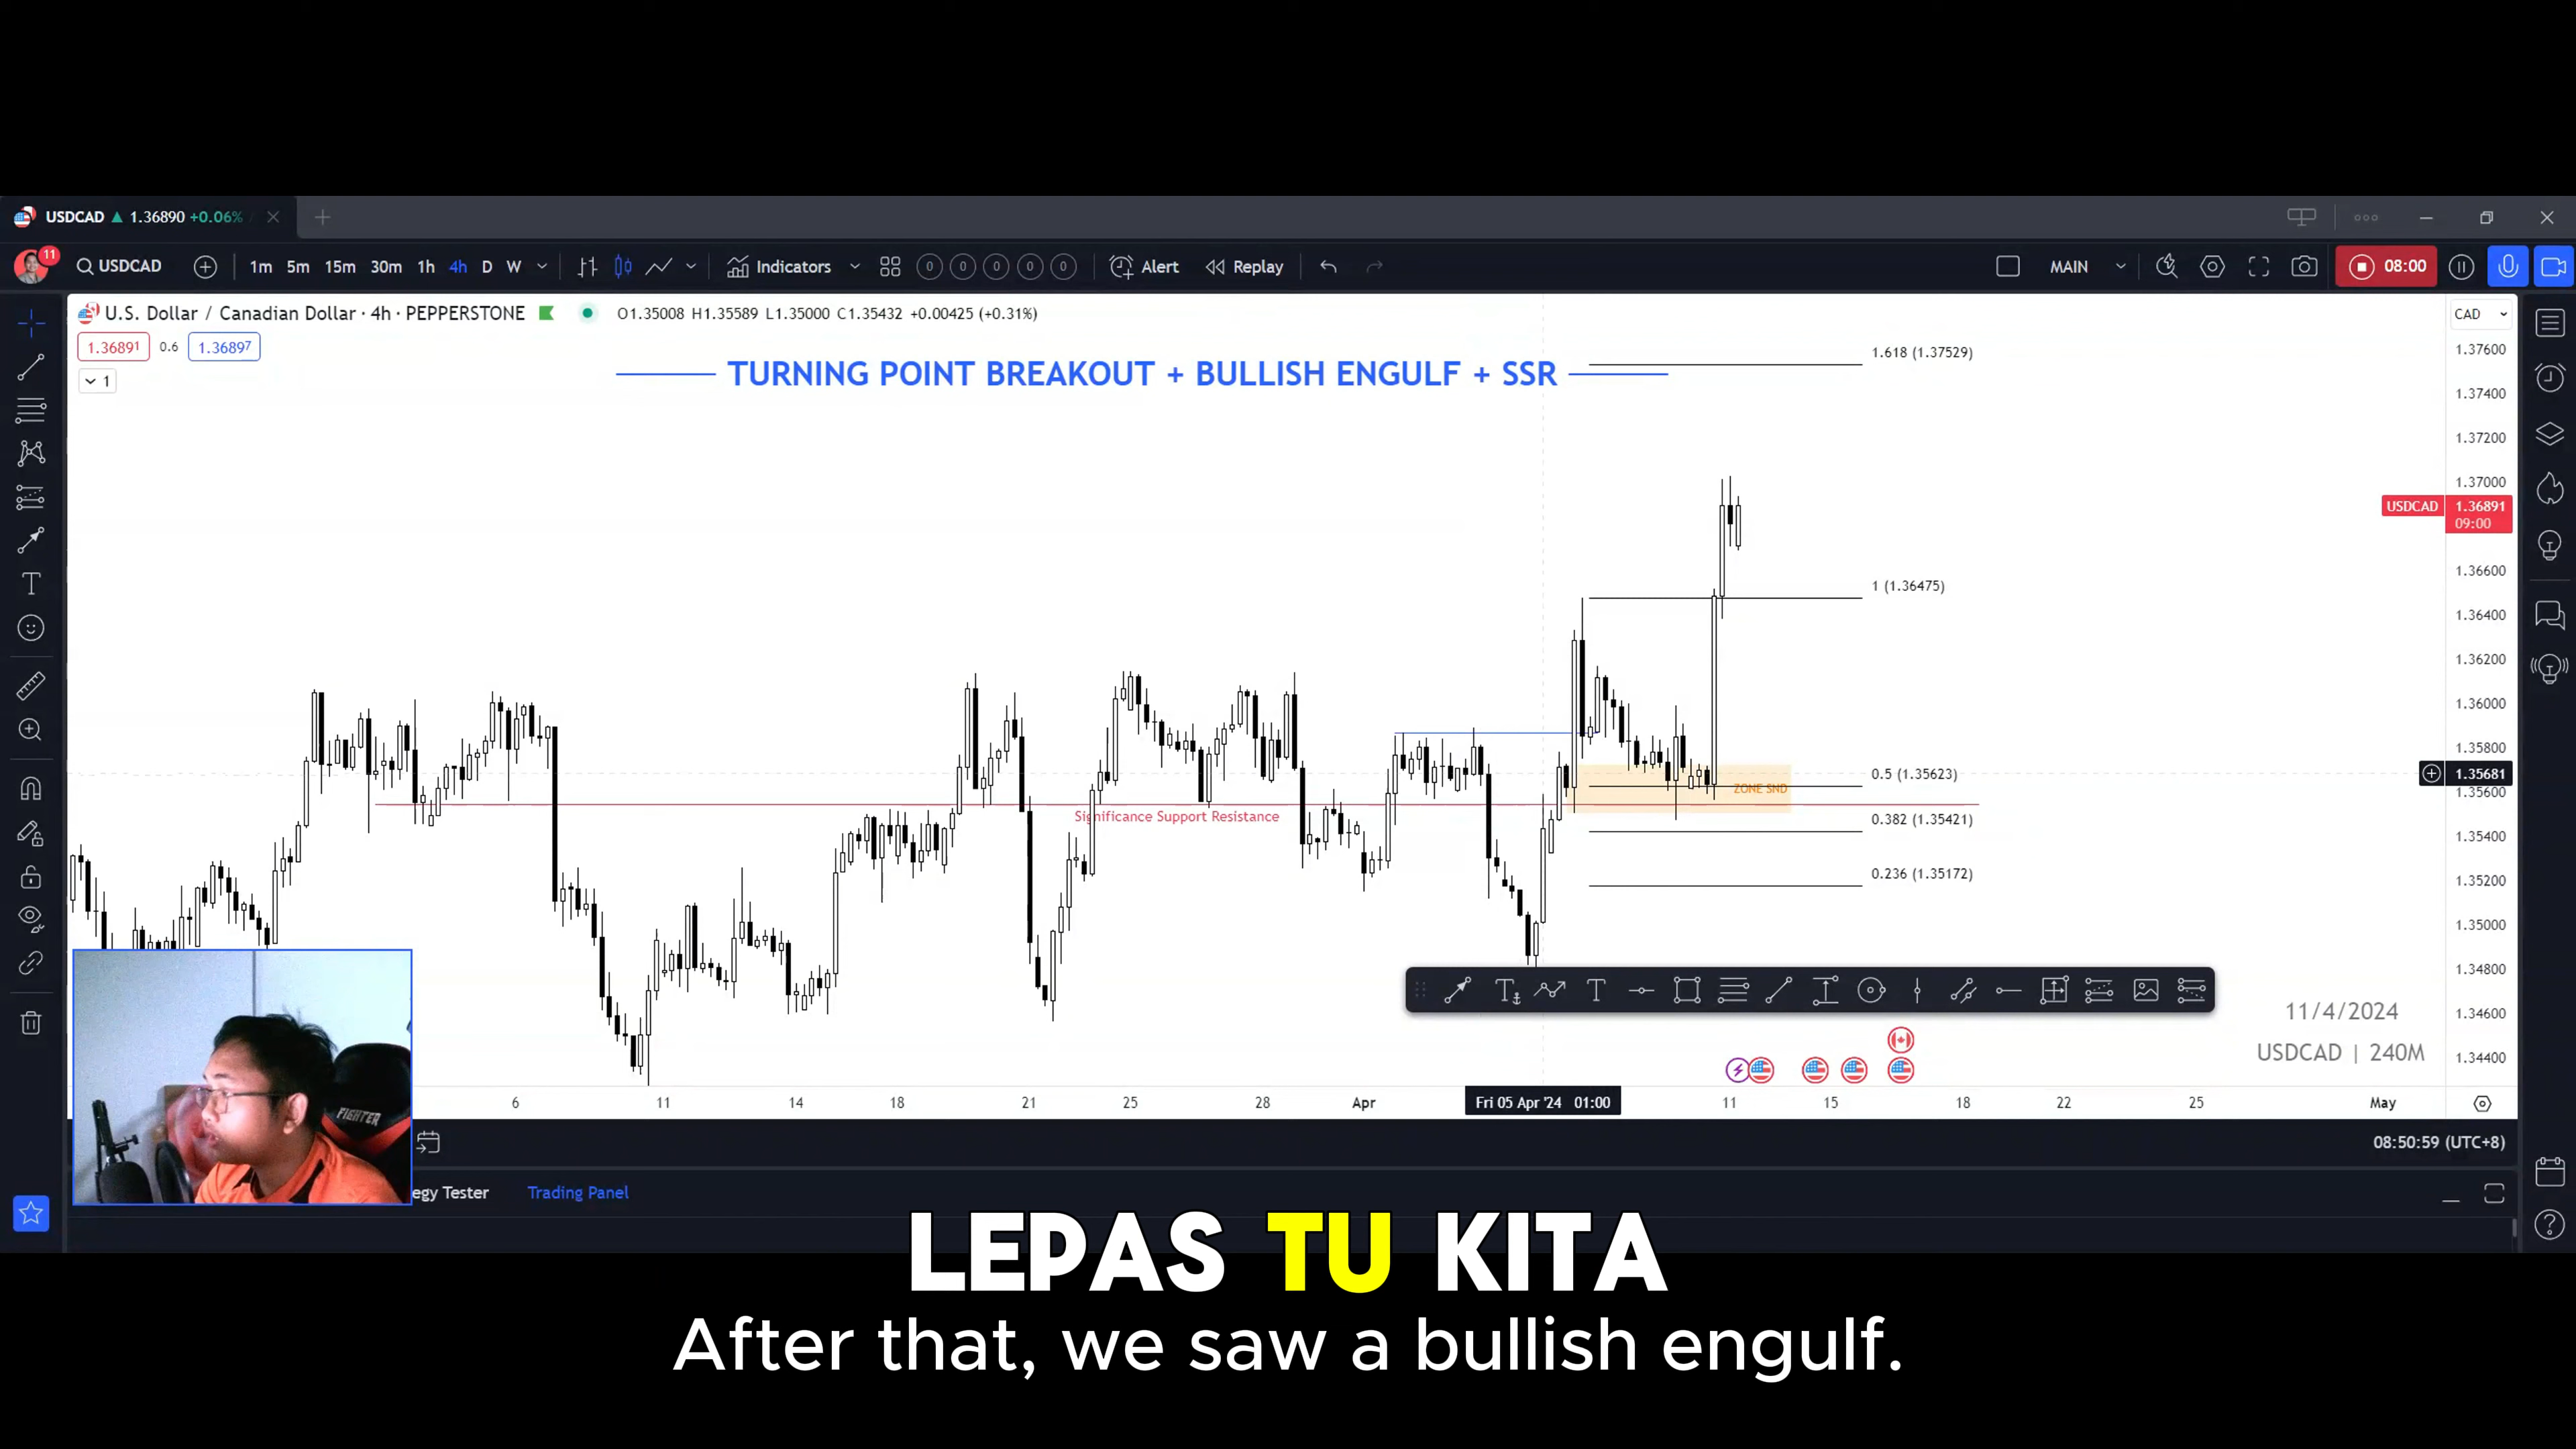 USDCAD ▲ 1.36890 +0.06%
11 USDCAD 1m 5m 15m 30m 1h 4h D W Indicators 0 0 0 0 0 Alert Replay MAIN 08:00
U.S. Dollar / Canadian Dollar · 4h · PEPPERSTONE O1.35008 H1.35589 L1.35000 C1.35432 +0.00425 (+0.31%) CAD
1.36891 0.6 1.36897
1
TURNING POINT BREAKOUT + BULLISH ENGULF + SSR
1.618 (1.37529)
1 (1.36475)
0.5 (1.35623)
ZONE SND
Significance Support Resistance
0.382 (1.35421)
0.236 (1.35172)
1.37600
1.37400
1.37200
1.37000
USDCAD 1.36891
09:00
1.36600
1.36400
1.36200
1.36000
1.35800
1.35681
1.35600
1.35400
1.35200
1.35000
1.34800
1.34600
1.34400
11/4/2024
USDCAD | 240M
6 11 14 18 21 25 28 Apr Fri 05 Apr '24 01:00 11 15 18 22 25 May
08:50:59 (UTC+8)
FIGHTER
egy Tester Trading Panel
LEPAS TU KITA
After that, we saw a bullish engulf.